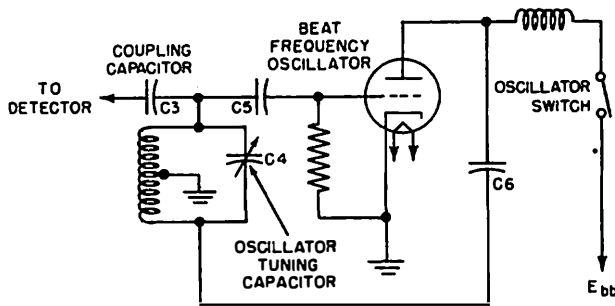 COUPLING
CAPACITOR
TO
DETECTOR
C3
BEAT
FREQUENCY
OSCILLATOR
C5
C4
OSCILLATOR
TUNING
CAPACITOR
OSCILLATOR
SWITCH
C6
Ebb